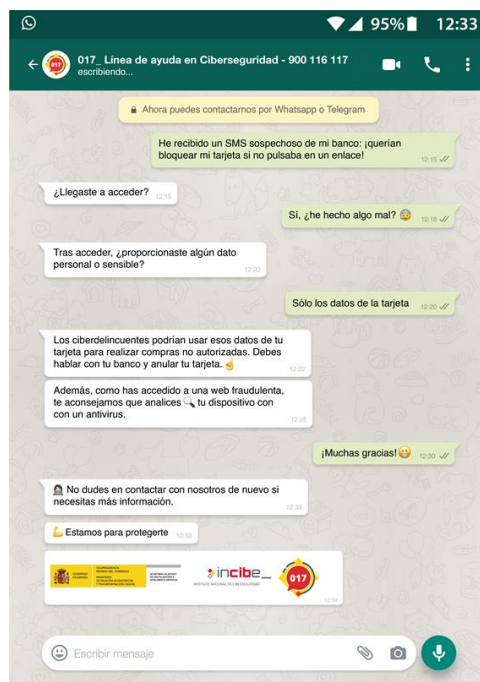 95% 12:33
017_ Línea de ayuda en Ciberseguridad - 900 116 117
escribiendo...
Ahora puedes contactarnos por Whatsapp o Telegram
He recibido un SMS sospechoso de mi banco: ¡querían
bloquear mi tarjeta si no pulsaba en un enlace!
12:15
¿Llegaste a acceder?
12:15
Sí, ¿he hecho algo mal?
12:18
Tras acceder, ¿proporcionaste algún dato
personal o sensible?
12:20
Sólo los datos de la tarjeta
12:20
Los ciberdelincuentes podrían usar esos datos de tu
tarjeta para realizar compras no autorizadas. Debes
hablar con tu banco y anular tu tarjeta.
12:22
Además, como has accedido a una web fraudulenta,
te aconsejamos que analices tu dispositivo con
con un antivirus.
12:25
¡Muchas gracias!
12:30
No dudes en contactar con nosotros de nuevo si
necesitas más información.
12:33
Estamos para protegerte
12:33
incibe_
INSTITUTO NACIONAL DE CIBERSEGURIDAD
017
Escribir mensaje